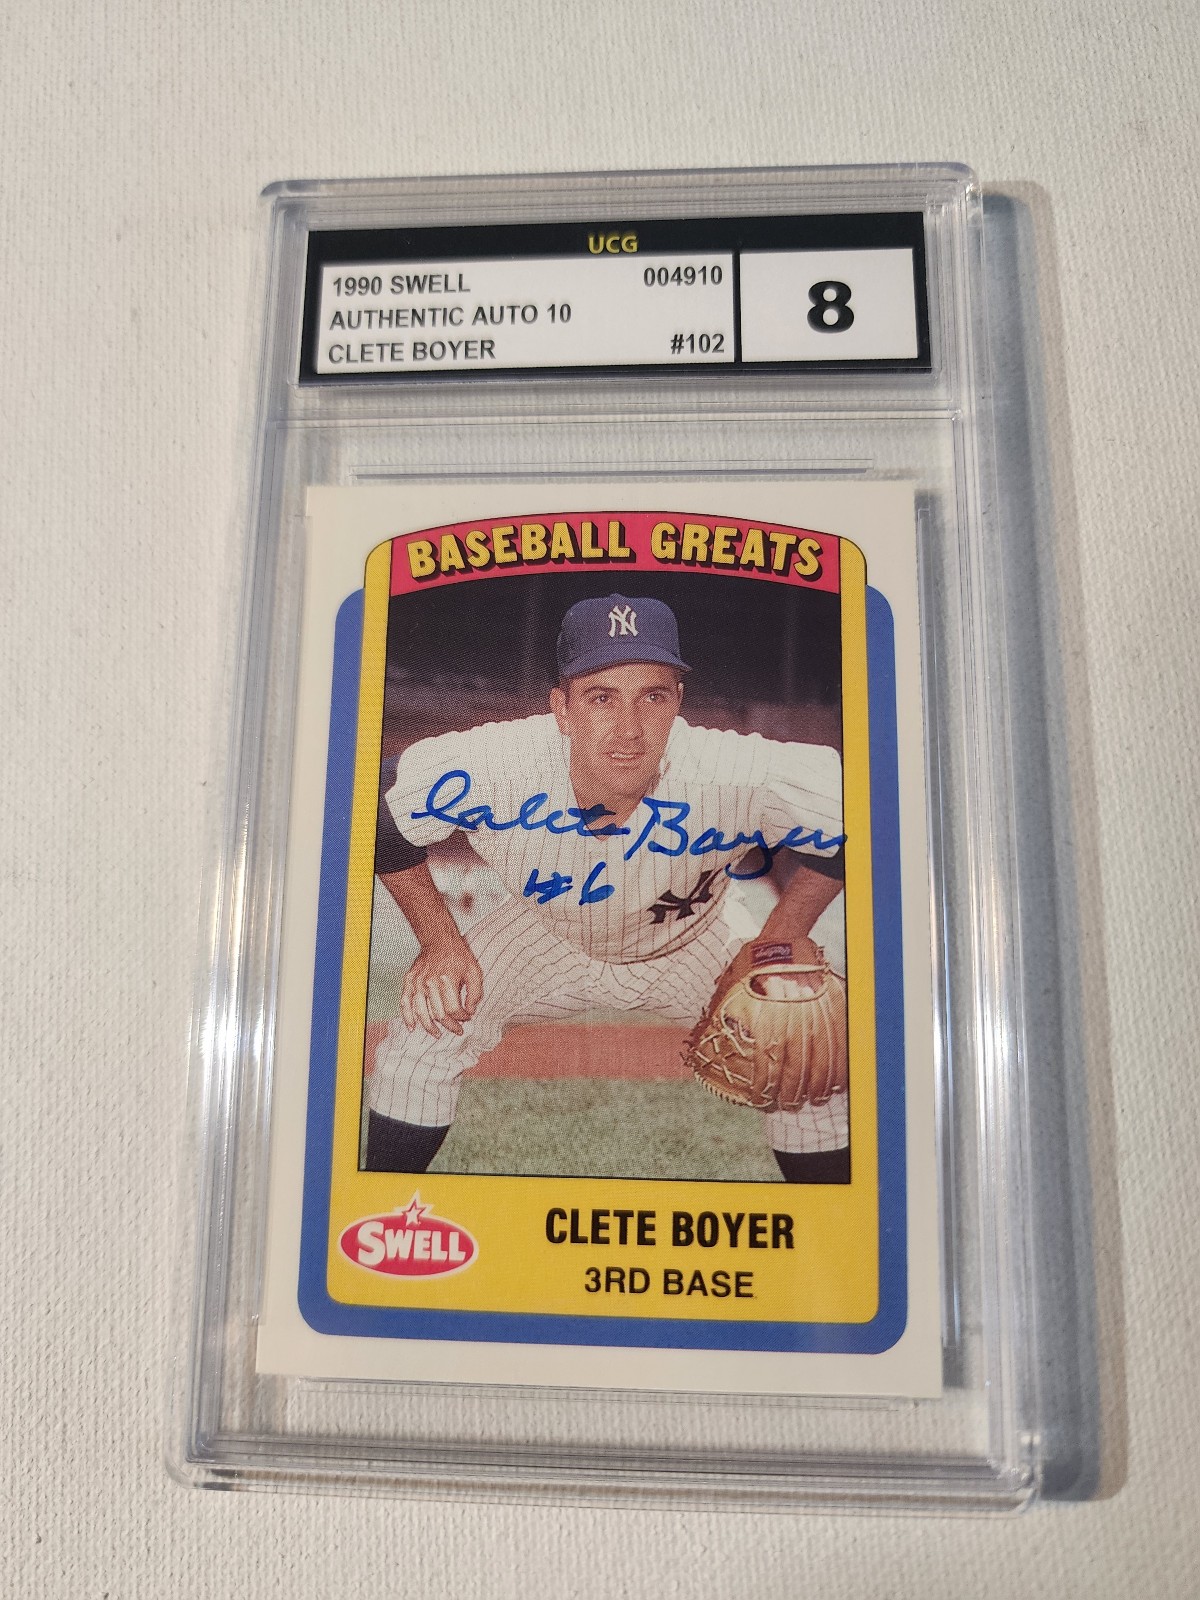 UCG
1990 SWELL 004910
AUTHENTIC AUTO 10
CLETE BOYER #102
8
BASEBALL GREATS
NY
Clete Boyer
#6
NY
SWELL
CLETE BOYER
3RD BASE